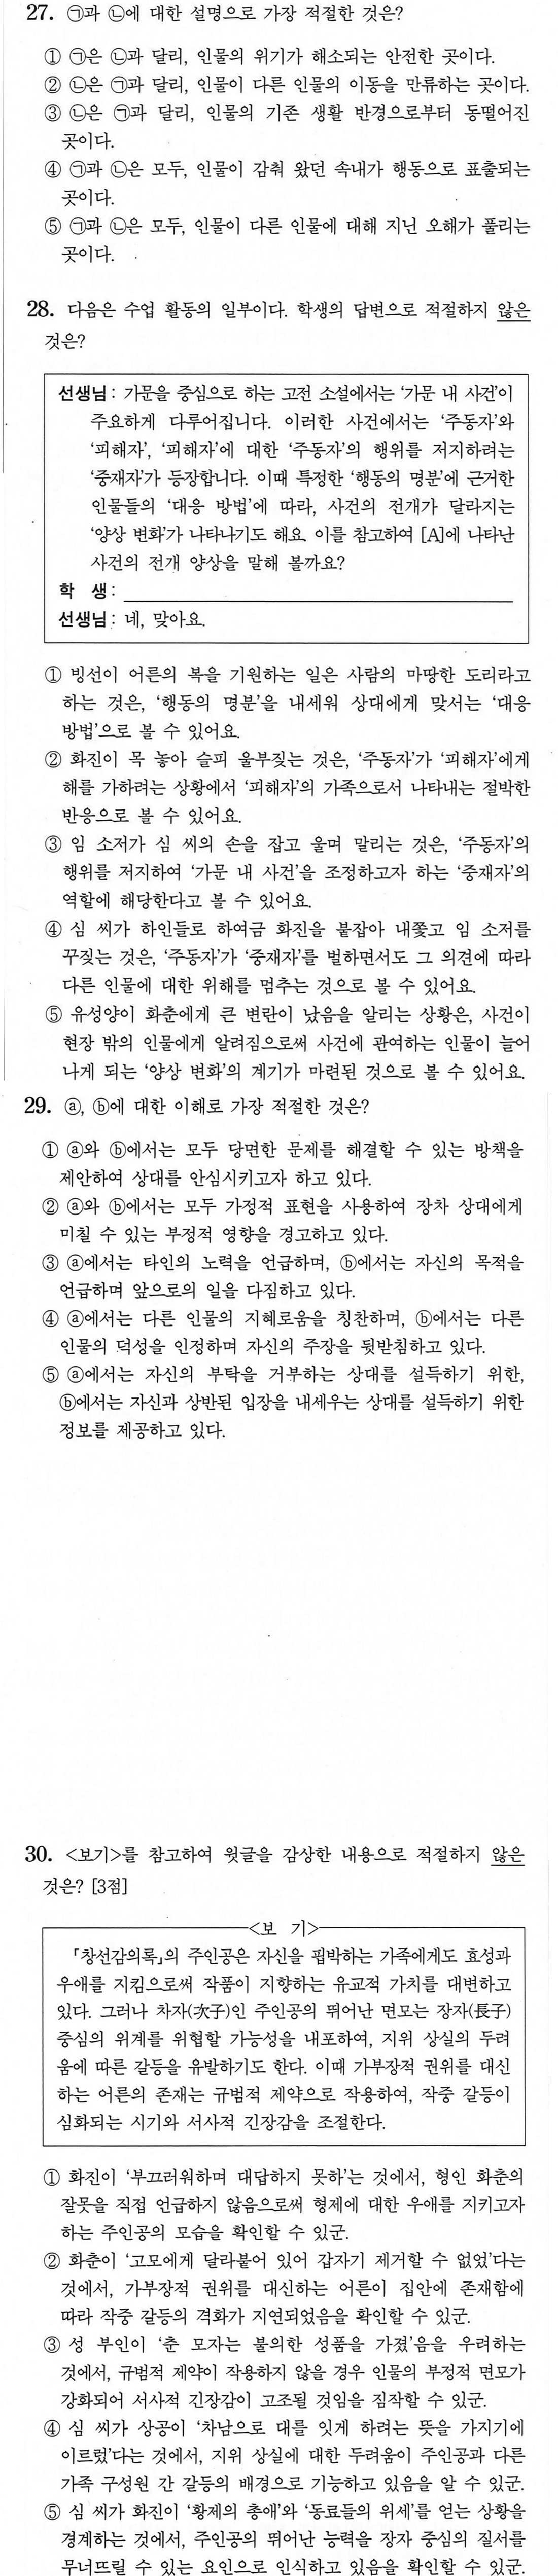 27. ㉠과 ㉡에 대한 설명으로 가장 적절한 것은?
① ㉠은 ㉡과 달리, 인물의 위기가 해소되는 안전한 곳이다.
② ㉡은 ㉠과 달리, 인물이 다른 인물의 이동을 만류하는 곳이다.
③ ㉡은 ㉠과 달리, 인물의 기존 생활 반경으로부터 동떨어진
곳이다.
④ ㉠과 ㉡은 모두, 인물이 감춰 왔던 속내가 행동으로 표출되는
곳이다.
⑤ ㉠과 ㉡은 모두, 인물이 다른 인물에 대해 지닌 오해가 풀리는
곳이다.
28. 다음은 수업 활동의 일부이다. 학생의 답변으로 적절하지 않은
것은?
선생님: 가문을 중심으로 하는 고전 소설에서는 ‘가문 내 사건’이
주요하게 다루어집니다. 이러한 사건에서는 ‘주동자’와
‘피해자’, ‘피해자’에 대한 ‘주동자’의 행위를 저지하려는
‘중재자’가 등장합니다. 이때 특정한 ‘행동의 명분’에 근거한
인물들의 ‘대응 방법’에 따라, 사건의 전개가 달라지는
‘양상 변화’가 나타나기도 해요. 이를 참고하여 [A]에 나타난
사건의 전개 양상을 말해 볼까요?
학 생:
선생님: 네, 맞아요.
① 빙선이 어른의 복을 기원하는 일은 사람의 마땅한 도리라고
하는 것은, ‘행동의 명분’을 내세워 상대에게 맞서는 ‘대응
방법’으로 볼 수 있어요.
② 화진이 목 놓아 슬피 울부짖는 것은, ‘주동자’가 ‘피해자’에게
해를 가하려는 상황에서 ‘피해자’의 가족으로서 나타내는 절박한
반응으로 볼 수 있어요.
③ 임 소저가 심 씨의 손을 잡고 울며 말리는 것은, ‘주동자’의
행위를 저지하여 ‘가문 내 사건’을 조정하고자 하는 ‘중재자’의
역할에 해당한다고 볼 수 있어요.
④ 심 씨가 하인들로 하여금 화진을 붙잡아 내쫓고 임 소저를
꾸짖는 것은, ‘주동자’가 ‘중재자’를 벌하면서도 그 의견에 따라
다른 인물에 대한 위해를 멈추는 것으로 볼 수 있어요.
⑤ 유성양이 화춘에게 큰 변란이 났음을 알리는 상황은, 사건이
현장 밖의 인물에게 알려짐으로써 사건에 관여하는 인물이 늘어
나게 되는 ‘양상 변화’의 계기가 마련된 것으로 볼 수 있어요.
29. ⓐ, ⓑ에 대한 이해로 가장 적절한 것은?
① ⓐ와 ⓑ에서는 모두 당면한 문제를 해결할 수 있는 방책을
제안하여 상대를 안심시키고자 하고 있다.
② ⓐ와 ⓑ에서는 모두 가정적 표현을 사용하여 장차 상대에게
미칠 수 있는 부정적 영향을 경고하고 있다.
③ ⓐ에서는 타인의 노력을 언급하며, ⓑ에서는 자신의 목적을
언급하며 앞으로의 일을 다짐하고 있다.
④ ⓐ에서는 다른 인물의 지혜로움을 칭찬하며, ⓑ에서는 다른
인물의 덕성을 인정하며 자신의 주장을 뒷받침하고 있다.
⑤ ⓐ에서는 자신의 부탁을 거부하는 상대를 설득하기 위한,
ⓑ에서는 자신과 상반된 입장을 내세우는 상대를 설득하기 위한
정보를 제공하고 있다.
30. <보기>를 참고하여 윗글을 감상한 내용으로 적절하지 않은
것은? [3점]
<보 기>
「창선감의록」의 주인공은 자신을 핍박하는 가족에게도 효성과
우애를 지킴으로써 작품이 지향하는 유교적 가치를 대변하고
있다. 그러나 차자(次子)인 주인공의 뛰어난 면모는 장자(長子)
중심의 위계를 위협할 가능성을 내포하여, 지위 상실의 두려
움에 따른 갈등을 유발하기도 한다. 이때 가부장적 권위를 대신
하는 어른의 존재는 규범적 제약으로 작용하여, 작중 갈등이
심화되는 시기와 서사적 긴장감을 조절한다.
① 화진이 ‘부끄러워하며 대답하지 못하’는 것에서, 형인 화춘의
잘못을 직접 언급하지 않음으로써 형제에 대한 우애를 지키고자
하는 주인공의 모습을 확인할 수 있군.
② 화춘이 ‘고모에게 달라붙어 있어 갑자기 제거할 수 없었’다는
것에서, 가부장적 권위를 대신하는 어른이 집안에 존재함에
따라 작중 갈등의 격화가 지연되었음을 확인할 수 있군.
③ 성 부인이 ‘춘 모자는 불의한 성품을 가졌’음을 우려하는
것에서, 규범적 제약이 작용하지 않을 경우 인물의 부정적 면모가
강화되어 서사적 긴장감이 고조될 것임을 짐작할 수 있군.
④ 심 씨가 상공이 ‘차남으로 대를 잇게 하려는 뜻을 가지기에
이르렀’다는 것에서, 지위 상실에 대한 두려움이 주인공과 다른
가족 구성원 간 갈등의 배경으로 기능하고 있음을 알 수 있군.
⑤ 심 씨가 화진이 ‘황제의 총애’와 ‘동료들의 위세’를 얻는 상황을
경계하는 것에서, 주인공의 뛰어난 능력을 장자 중심의 질서를
무너뜨릴 수 있는 요인으로 인식하고 있음을 확인할 수 있군.